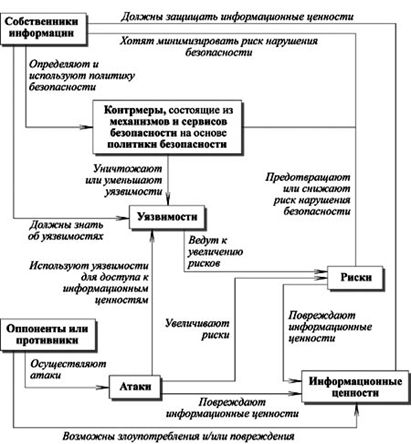 Собственники
информации
Должны защищать информационные ценности
Хотят минимизировать риск нарушения
безопасности
Определяют и
используют политику
безопасности
Контрмеры, состоящие из
механизмов и сервисов
безопасности на основе
политики безопасности
Уничтожают
или уменьшают
уязвимости
Предотвращают
или снижают
риск нарушения
безопасности
Уязвимости
Должны знать
об уязвимостях
Ведут к
увеличению
рисков
Используют уязвимости
для доступа к
информационным
ценностям
Риски
Оппоненты или
противники
Увеличивают
риски
Повреждают
информационные
ценности
Осуществляют
атаки
Атаки
Информационные
ценности
Повреждают
информационные ценности
Возможны злоупотребления и/или повреждения